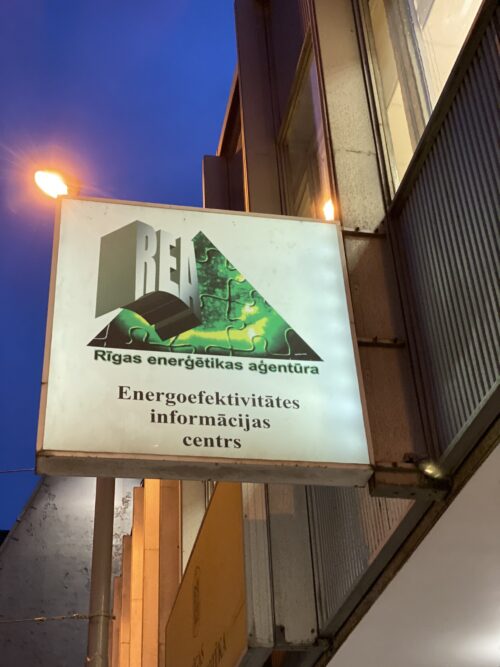 REA
Rīgas enerģētikas aģentūra
Energoefektivitātes
informācijas
centrs